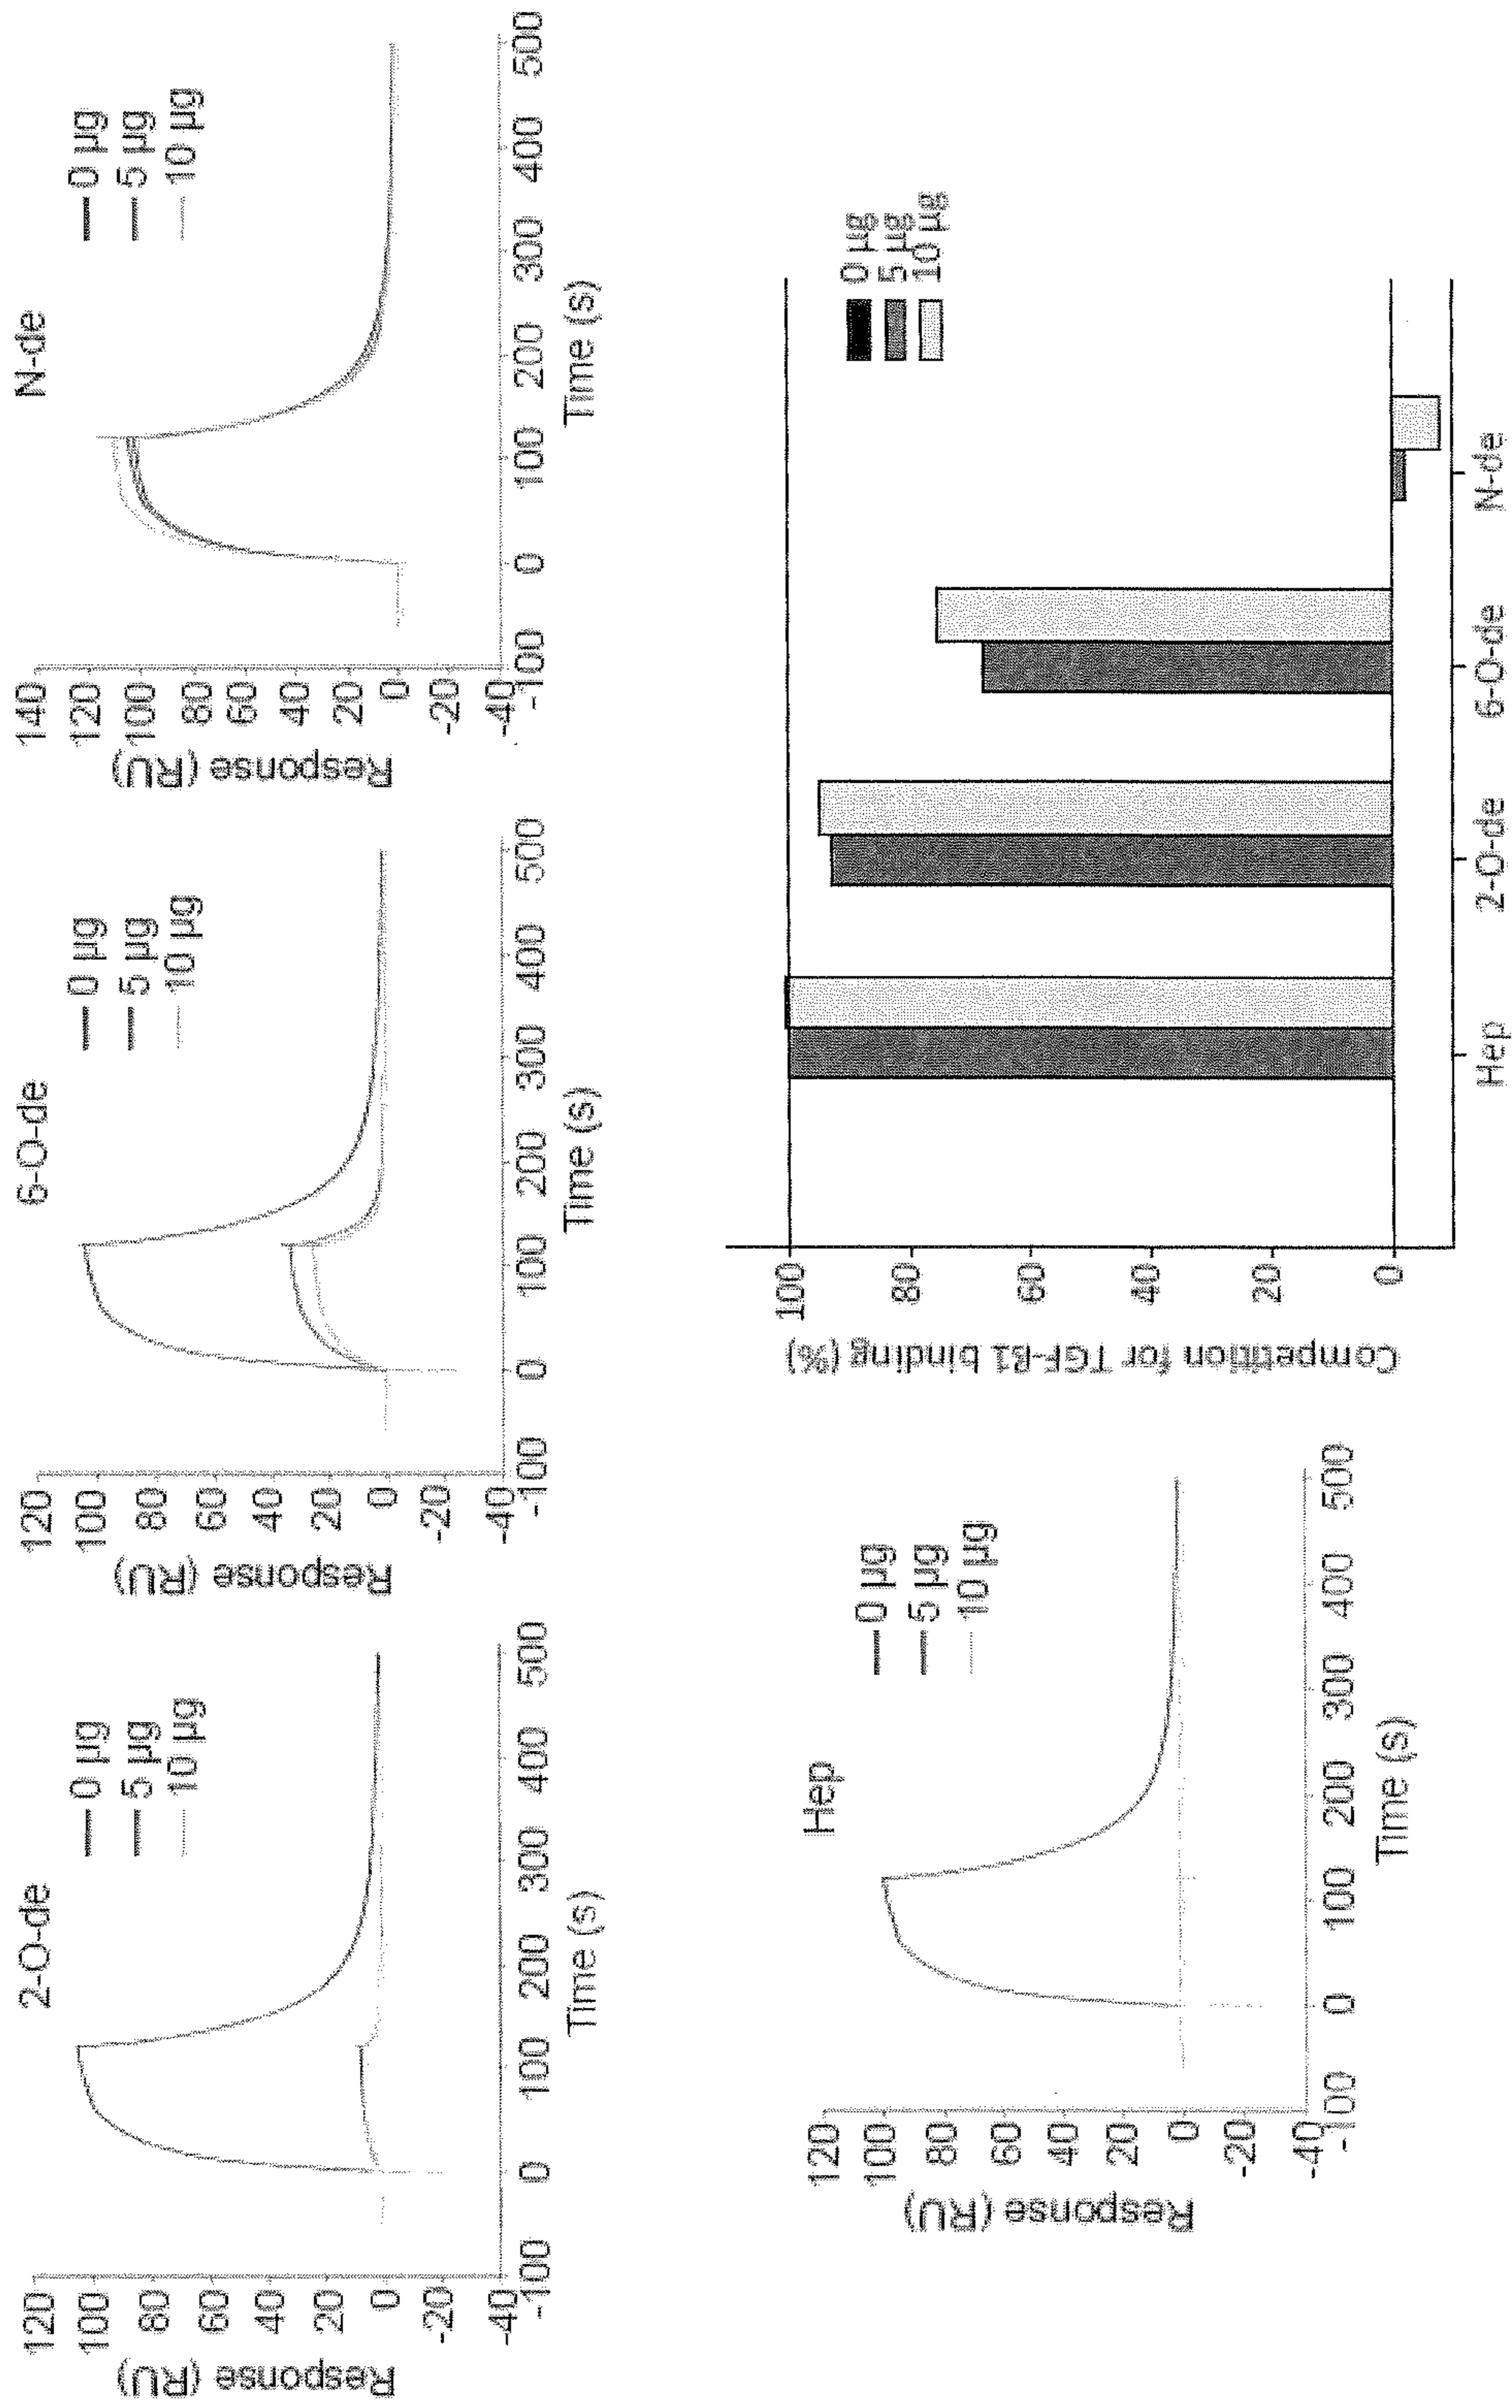 2-O-de
0 µg
5 µg
10 µg
Response (RU)
120
100
80
60
40
20
0
-20
-40
-100 0 100 200 300 400 500
Time (s)
6-O-de
0 µg
5 µg
10 µg
Response (RU)
120
100
80
60
40
20
0
-20
-40
-100 0 100 200 300 400 500
Time (s)
N-de
0 µg
5 µg
10 µg
Response (RU)
140
120
100
80
60
40
20
0
-20
-40
-100 0 100 200 300 400 500
Time (s)
Hep
0 µg
5 µg
10 µg
Response (RU)
120
100
80
60
40
20
0
-20
-40
-100 0 100 200 300 400 500
Time (s)
0 µg
5 µg
10 µg
Competition for TGF-ß1 binding (%)
100
80
60
40
20
0
Hep 2-O-de 6-O-de N-de